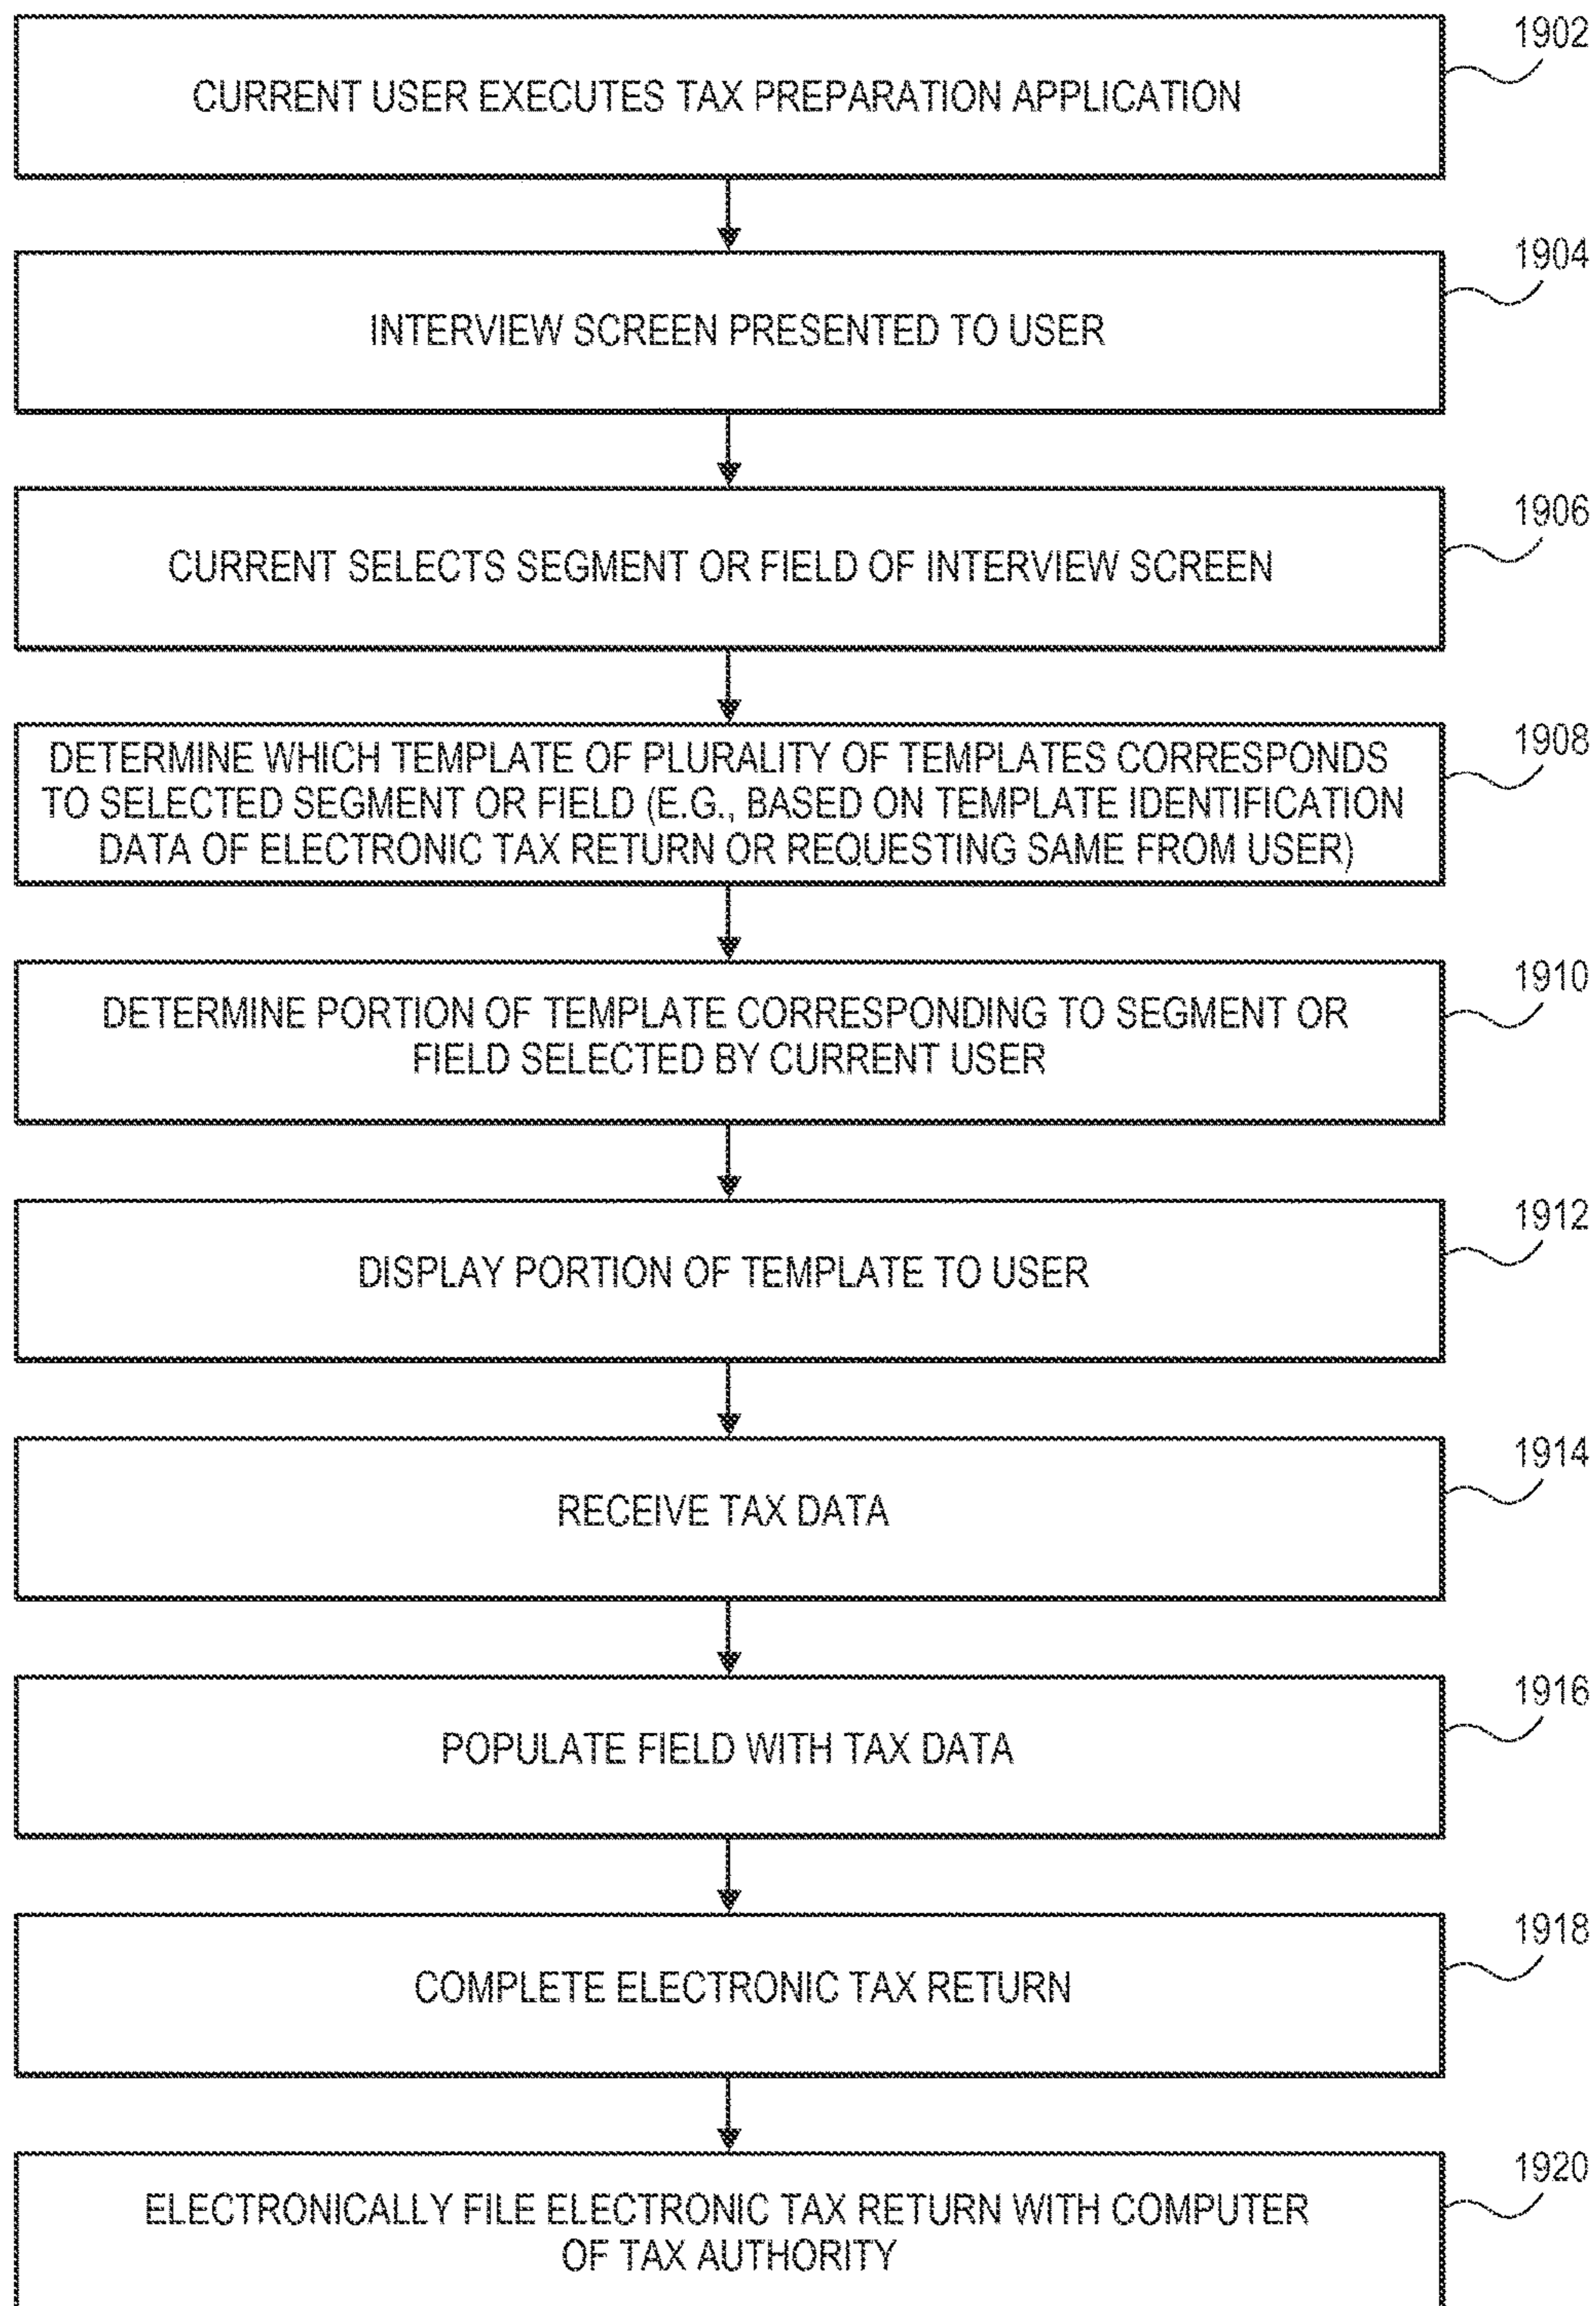 1902
CURRENT USER EXECUTES TAX PREPARATION APPLICATION
1904
INTERVIEW SCREEN PRESENTED TO USER
1906
CURRENT SELECTS SEGMENT OR FIELD OF INTERVIEW SCREEN
1908
DETERMINE WHICH TEMPLATE OF PLURALITY OF TEMPLATES CORRESPONDS
TO SELECTED SEGMENT OR FIELD (E.G., BASED ON TEMPLATE IDENTIFICATION
DATA OF ELECTRONIC TAX RETURN OR REQUESTING SAME FROM USER)
1910
DETERMINE PORTION OF TEMPLATE CORRESPONDING TO SEGMENT OR
FIELD SELECTED BY CURRENT USER
1912
DISPLAY PORTION OF TEMPLATE TO USER
1914
RECEIVE TAX DATA
1916
POPULATE FIELD WITH TAX DATA
1918
COMPLETE ELECTRONIC TAX RETURN
1920
ELECTRONICALLY FILE ELECTRONIC TAX RETURN WITH COMPUTER
OF TAX AUTHORITY